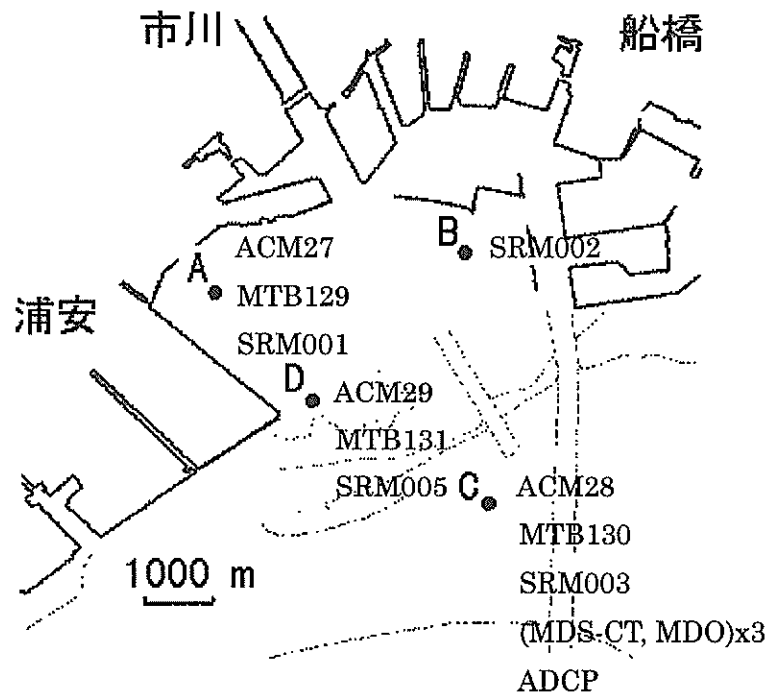 市川
船橋
ACM27
B
SRM002
A
MTB129
浦安
SRM001
D
ACM29
MTB131
SRM005
C
ACM28
MTB130
1000 m
SRM003
(MDS-CT, MDO)x3
ADCP